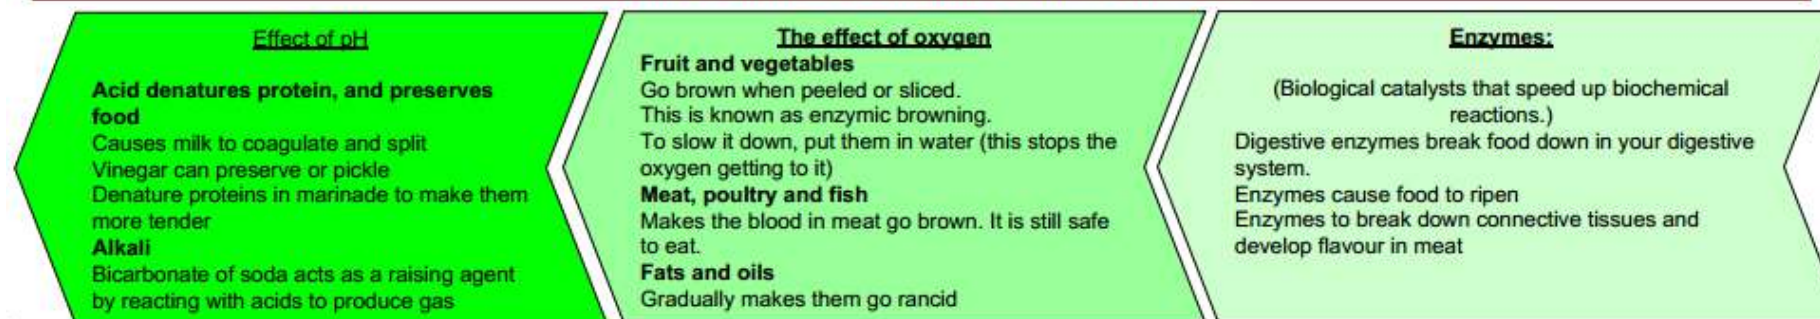 Effect of pH
Acid denatures protein, and preserves
food
Causes milk to coagulate and split
Vinegar can preserve or pickle
Denature proteins in marinade to make them
more tender
Alkali
Bicarbonate of soda acts as a raising agent
by reacting with acids to produce gas
The effect of oxygen
Fruit and vegetables
Go brown when peeled or sliced.
This is known as enzymic browning.
To slow it down, put them in water (this stops the
oxygen getting to it)
Meat, poultry and fish
Makes the blood in meat go brown. It is still safe
to eat.
Fats and oils
Gradually makes them go rancid
Enzymes:
(Biological catalysts that speed up biochemical
reactions.)
Digestive enzymes break food down in your digestive
system.
Enzymes cause food to ripen
Enzymes to break down connective tissues and
develop flavour in meat